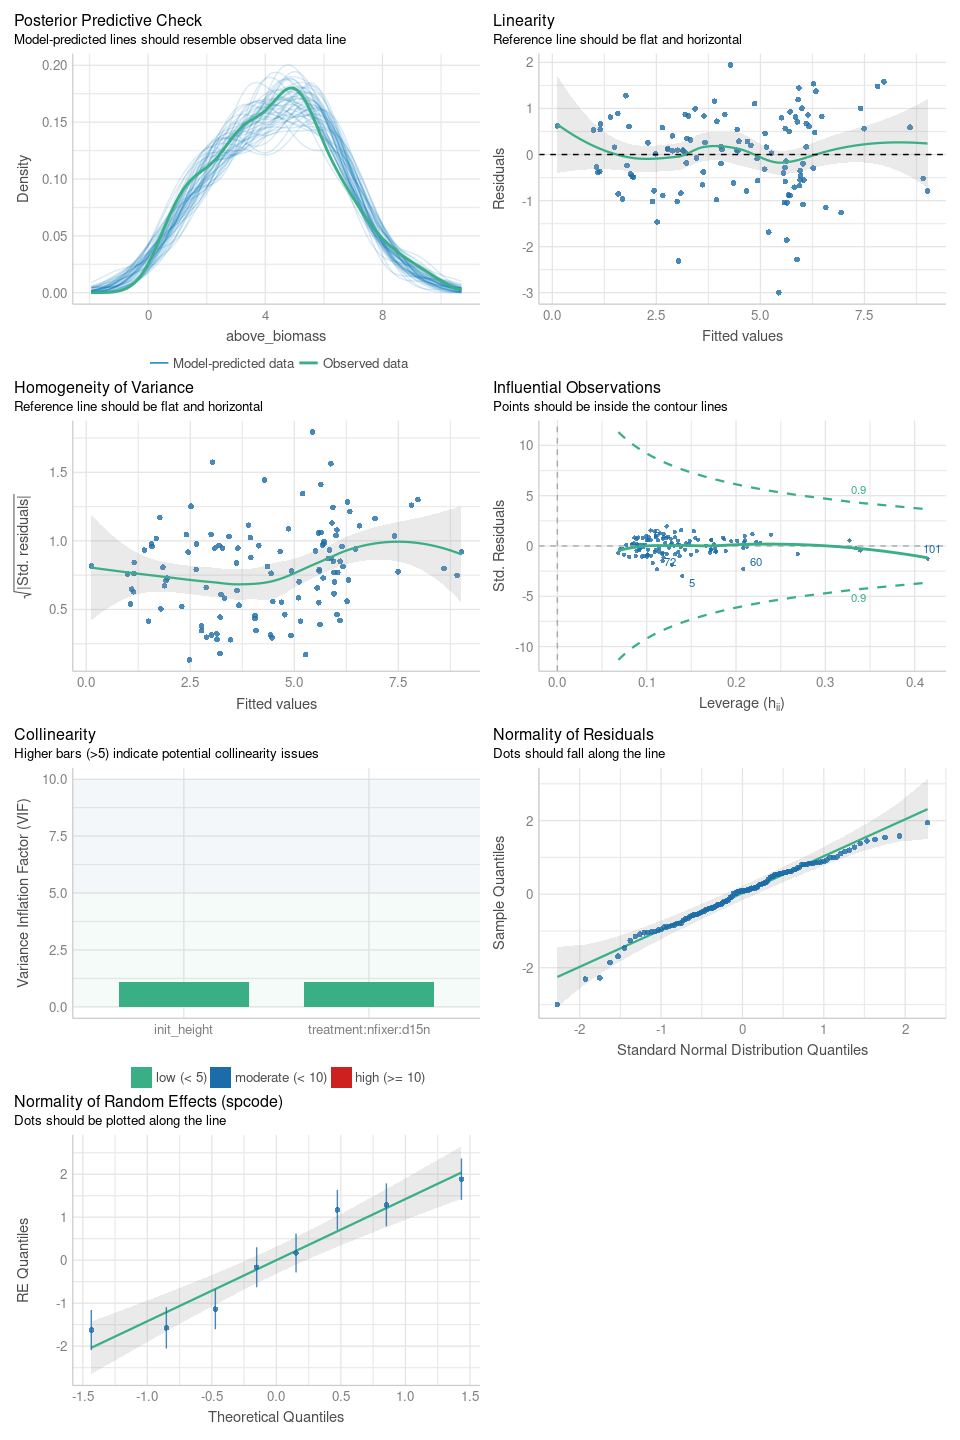 Posterior Predictive Check
Model-predicted lines should resemble observed data line
0.20
0.15
0.10
0.05
0.00
Density
0
4
8
above_biomass
Model-predicted data
Observed data
Linearity
Reference line should be flat and horizontal
2
1
0
-1
-2
-3
Residuals
0.0
2.5
5.0
7.5
Fitted values
Homogeneity of Variance
Reference line should be flat and horizontal
1.5
1.0
0.5
√|Std. residuals|
0.0
2.5
5.0
7.5
Fitted values
Influential Observations
Points should be inside the contour lines
10
5
0
-5
-10
Std. Residuals
0.9
0.9
101
72
60
5
0.0
0.1
0.2
0.3
0.4
Leverage (hii)
Collinearity
Higher bars (>5) indicate potential collinearity issues
10.0
7.5
5.0
2.5
0.0
Variance Inflation Factor (VIF)
init_height
treatment:nfixer:d15n
low (< 5)
moderate (< 10)
high (>= 10)
Normality of Residuals
Dots should fall along the line
2
0
-2
Sample Quantiles
-2
-1
0
1
2
Standard Normal Distribution Quantiles
Normality of Random Effects (spcode)
Dots should be plotted along the line
2
1
0
-1
-2
RE Quantiles
-1.5
-1.0
-0.5
0.0
0.5
1.0
1.5
Theoretical Quantiles